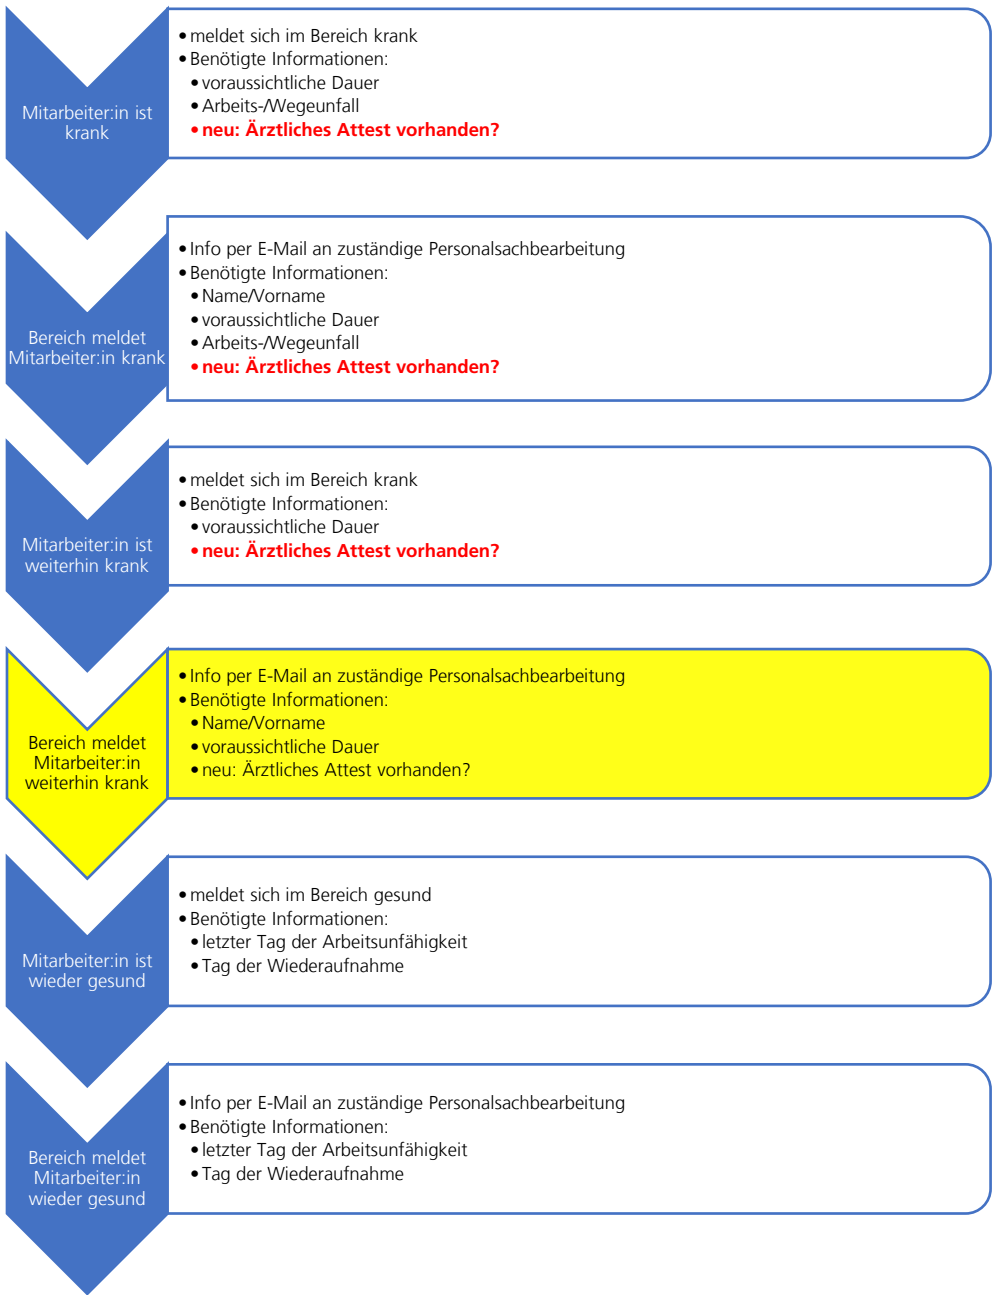 Mitarbeiter:in ist
krank
•meldet sich im Bereich krank
•Benötigte Informationen:
•voraussichtliche Dauer
•Arbeits-/Wegeunfall
•neu: Ärztliches Attest vorhanden?
Bereich meldet
Mitarbeiter:in krank
•Info per E-Mail an zuständige Personalsachbearbeitung
•Benötigte Informationen:
•Name/Vorname
•voraussichtliche Dauer
•Arbeits-/Wegeunfall
•neu: Ärztliches Attest vorhanden?
Mitarbeiter:in ist
weiterhin krank
•meldet sich im Bereich krank
•Benötigte Informationen:
•voraussichtliche Dauer
•neu: Ärztliches Attest vorhanden?
Bereich meldet
Mitarbeiter:in
weiterhin krank
•Info per E-Mail an zuständige Personalsachbearbeitung
•Benötigte Informationen:
•Name/Vorname
•voraussichtliche Dauer
•neu: Ärztliches Attest vorhanden?
Mitarbeiter:in ist
wieder gesund
•meldet sich im Bereich gesund
•Benötigte Informationen:
•letzter Tag der Arbeitsunfähigkeit
•Tag der Wiederaufnahme
Bereich meldet
Mitarbeiter:in
wieder gesund
•Info per E-Mail an zuständige Personalsachbearbeitung
•Benötigte Informationen:
•letzter Tag der Arbeitsunfähigkeit
•Tag der Wiederaufnahme